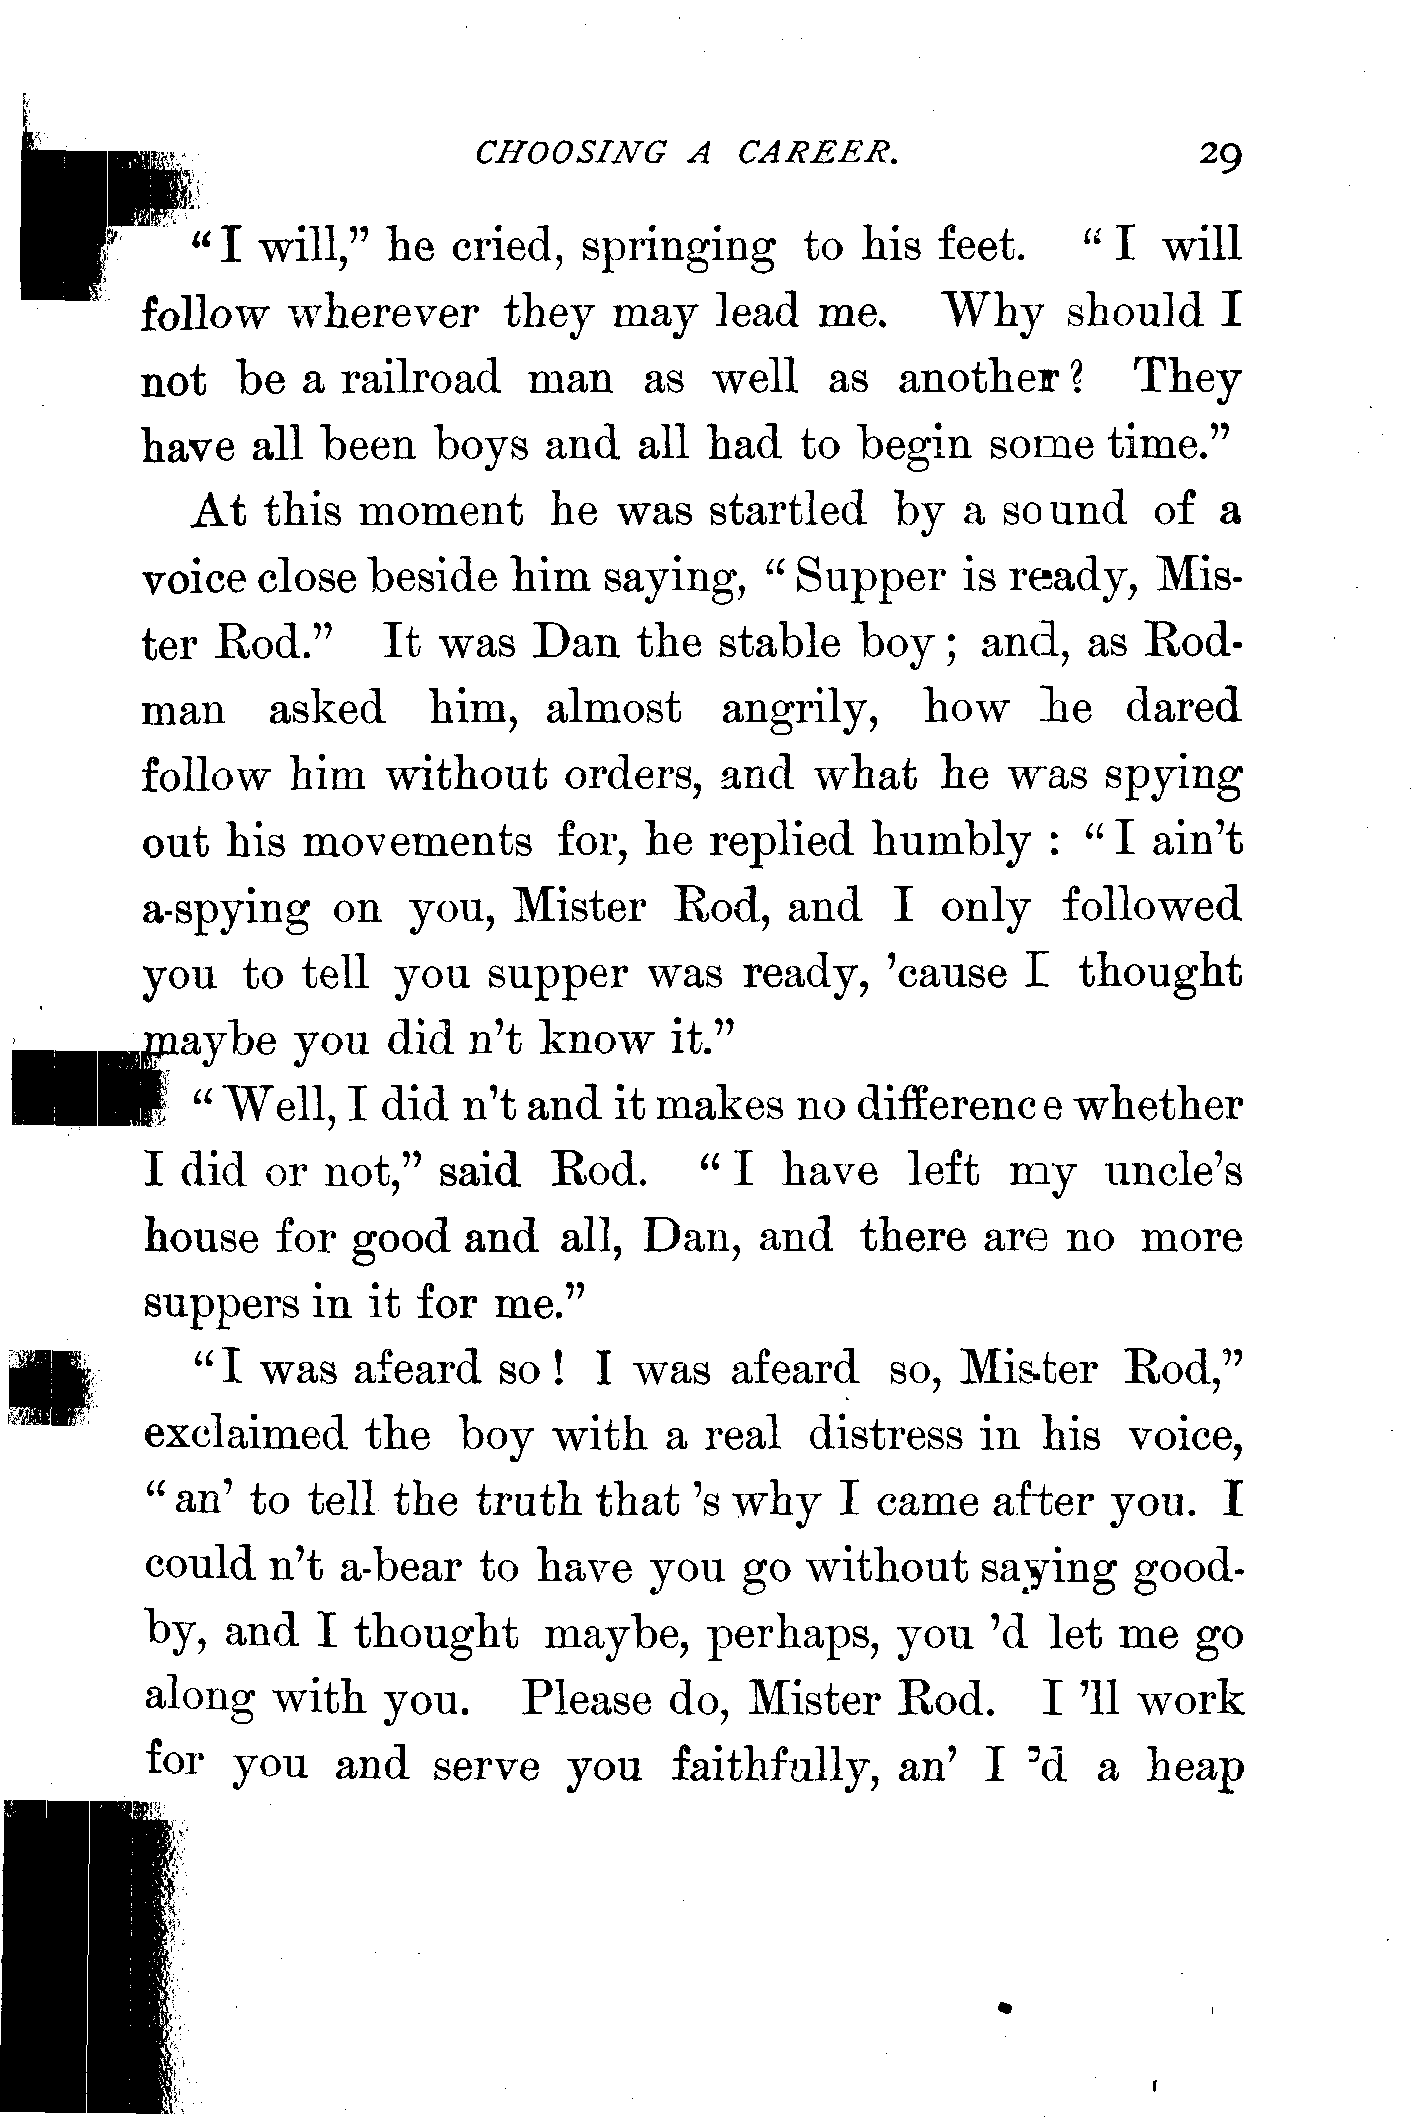 CHOOSING A CAREER. 29
“I will,” he cried, springing to his feet. “I will
follow wherever they may lead me. Why should I
not be a railroad man as well as another? They
have all been boys and all had to begin some time.”
At this moment he was startled by a sound of a
voice close beside him saying, “Supper is ready, Mis-
ter Rod.” It was Dan the stable boy; and, as Rod-
man asked him, almost angrily, how he dared
follow him without orders, and what he was spying
out his movements for, he replied humbly : “I ain’t
a-spying on you, Mister Rod, and I only followed
you to tell you supper was ready, ’cause I thought
maybe you did n’t know it.”
“Well, I did n’t and it makes no difference whether
I did or not,” said Rod. “I have left my uncle’s
house for good and all, Dan, and there are no more
suppers in it for me.”
“I was afeard so! I was afeard so, Mister Rod,”
exclaimed the boy with a real distress in his voice,
“an’ to tell the truth that ’s why I came after you. I
could n’t a-bear to have you go without saying good-
by, and I thought maybe, perhaps, you ’d let me go
along with you. Please do, Mister Rod. I ’ll work
for you and serve you faithfully, an’ I ’d a heap